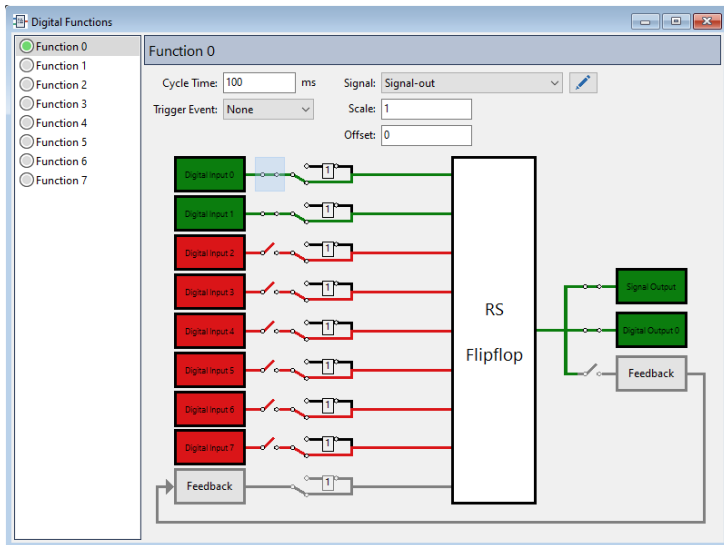 Digital Functions
Function 0
Function 1
Function 2
Function 3
Function 4
Function 5
Function 6
Function 7
Function 0
Cycle Time: 100 ms
Signal: Signal-out
Trigger Event: None
Scale: 1
Offset: 0
Digital Input 0
1
Digital Input 1
1
Digital Input 2
1
Digital Input 3
1
Digital Input 4
1
Digital Input 5
1
Digital Input 6
1
Digital Input 7
1
Feedback
1
RS
Flipflop
Signal Output
Digital Output 0
Feedback